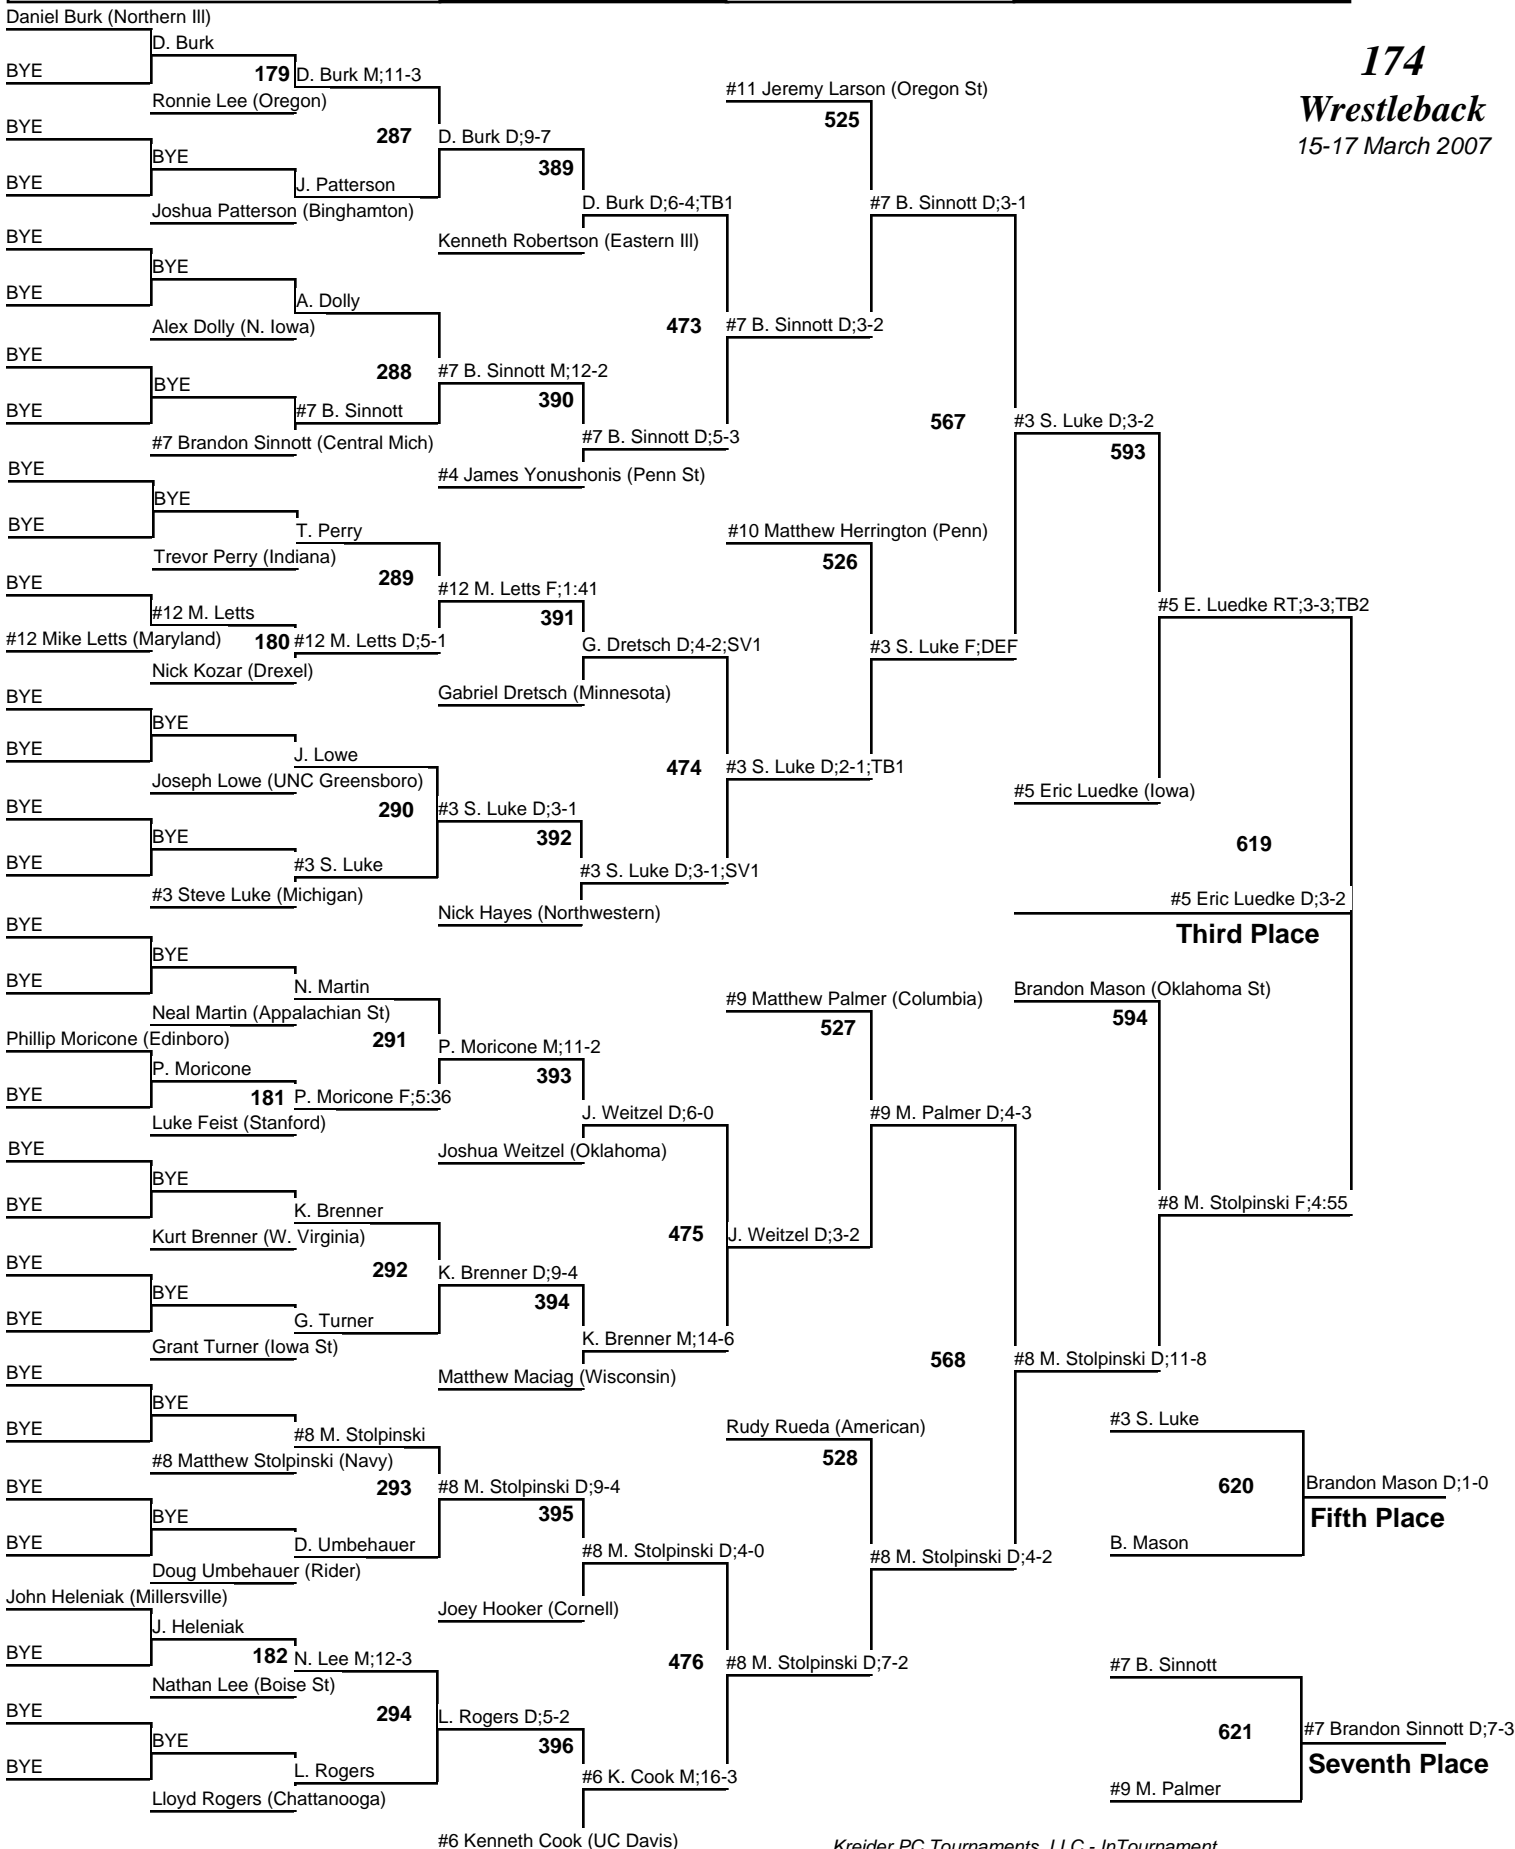 Daniel Burk (Northern Ill)
D. Burk
BYE
179
D. Burk M;11-3
Ronnie Lee (Oregon)
174
Wrestleback
15-17 March 2007
#11 Jeremy Larson (Oregon St)
525
BYE
287
D. Burk D;9-7
BYE
389
BYE
J. Patterson
D. Burk D;6-4;TB1
#7 B. Sinnott D;3-1
Joshua Patterson (Binghamton)
BYE
Kenneth Robertson (Eastern Ill)
BYE
BYE
A. Dolly
Alex Dolly (N. Iowa)
473
#7 B. Sinnott D;3-2
BYE
288
#7 B. Sinnott M;12-2
BYE
390
BYE
#7 B. Sinnott
567
#3 S. Luke D;3-2
#7 Brandon Sinnott (Central Mich)
#7 B. Sinnott D;5-3
593
BYE
#4 James Yonushonis (Penn St)
BYE
BYE
T. Perry
#10 Matthew Herrington (Penn)
Trevor Perry (Indiana)
526
BYE
289
#12 M. Letts F;1:41
#12 M. Letts
391
#5 E. Luedke RT;3-3;TB2
#12 Mike Letts (Maryland)
180
#12 M. Letts D;5-1
G. Dretsch D;4-2;SV1
#3 S. Luke F;DEF
Nick Kozar (Drexel)
BYE
Gabriel Dretsch (Minnesota)
BYE
BYE
J. Lowe
474
#3 S. Luke D;2-1;TB1
Joseph Lowe (UNC Greensboro)
#5 Eric Luedke (Iowa)
BYE
290
#3 S. Luke D;3-1
BYE
392
619
BYE
#3 S. Luke
#3 S. Luke D;3-1;SV1
#3 Steve Luke (Michigan)
#5 Eric Luedke D;3-2
BYE
Nick Hayes (Northwestern)
Third Place
BYE
BYE
N. Martin
Brandon Mason (Oklahoma St)
Neal Martin (Appalachian St)
#9 Matthew Palmer (Columbia)
594
Phillip Moricone (Edinboro)
291
P. Moricone M;11-2
527
P. Moricone
393
BYE
181
P. Moricone F;5:36
J. Weitzel D;6-0
#9 M. Palmer D;4-3
Luke Feist (Stanford)
BYE
Joshua Weitzel (Oklahoma)
BYE
BYE
K. Brenner
#8 M. Stolpinski F;4:55
Kurt Brenner (W. Virginia)
475
J. Weitzel D;3-2
BYE
292
K. Brenner D;9-4
BYE
394
BYE
G. Turner
Grant Turner (Iowa St)
K. Brenner M;14-6
BYE
Matthew Maciag (Wisconsin)
568
#8 M. Stolpinski D;11-8
BYE
BYE
#8 M. Stolpinski
Rudy Rueda (American)
#3 S. Luke
#8 Matthew Stolpinski (Navy)
528
BYE
293
#8 M. Stolpinski D;9-4
620
Brandon Mason D;1-0
BYE
395
Fifth Place
BYE
D. Umbehauer
#8 M. Stolpinski D;4-0
#8 M. Stolpinski D;4-2
B. Mason
Doug Umbehauer (Rider)
John Heleniak (Millersville)
Joey Hooker (Cornell)
J. Heleniak
BYE
182
N. Lee M;12-3
476
#8 M. Stolpinski D;7-2
#7 B. Sinnott
Nathan Lee (Boise St)
BYE
294
L. Rogers D;5-2
BYE
396
621
#7 Brandon Sinnott D;7-3
BYE
L. Rogers
#6 K. Cook M;16-3
#9 M. Palmer
Seventh Place
Lloyd Rogers (Chattanooga)
#6 Kenneth Cook (UC Davis)
Kreider PC Tournaments, LLC - InTournament